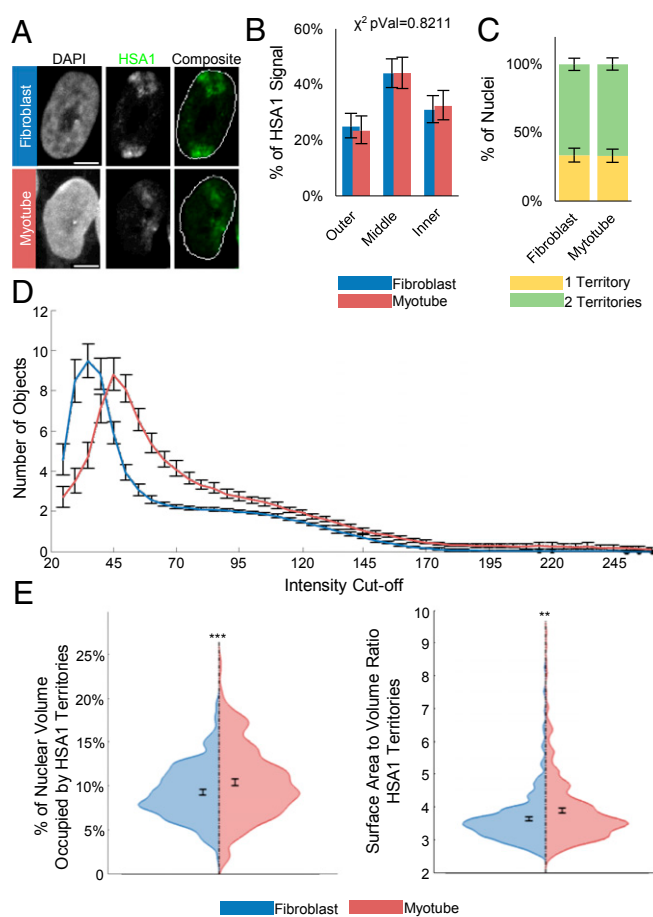 A
DAPI HSA1 Composite
Fibroblast
Myotube
B
χ² pVal=0.8211
% of HSA1 Signal
60%
40%
20%
0%
Outer Middle Inner
Fibroblast
Myotube
C
% of Nuclei
100%
50%
0%
Fibroblast Mytotube
1 Territory
2 Territories
D
Number of Objects
12
10
8
6
4
2
0
20 45 70 95 120 145 170 195 220 245
Intensity Cut-off
E
% of Nuclear Volume
Occupied by HSA1 Territories
25%
20%
15%
10%
5%
0
***
Surface Area to Volume Ratio
HSA1 Territories
10
9
8
7
6
5
4
3
2
**
Fibroblast Myotube